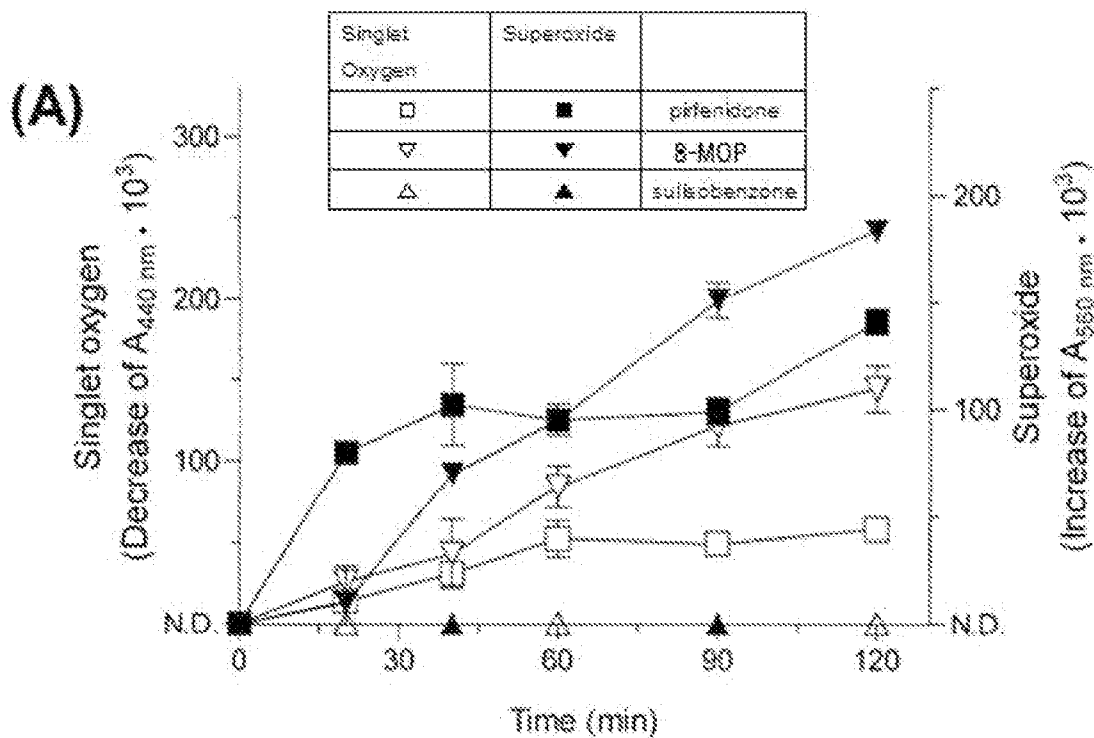 Singlet Superoxide
Oxygen
pirfenidone
8-MOP
sulisobenzone
(A)
Singlet oxygen
(Decrease of A440 nm • 10³)
300
200
100
N.D.
Superoxide
(Increase of A560 nm • 10³)
200
100
N.D.
0 30 60 90 120
Time (min)